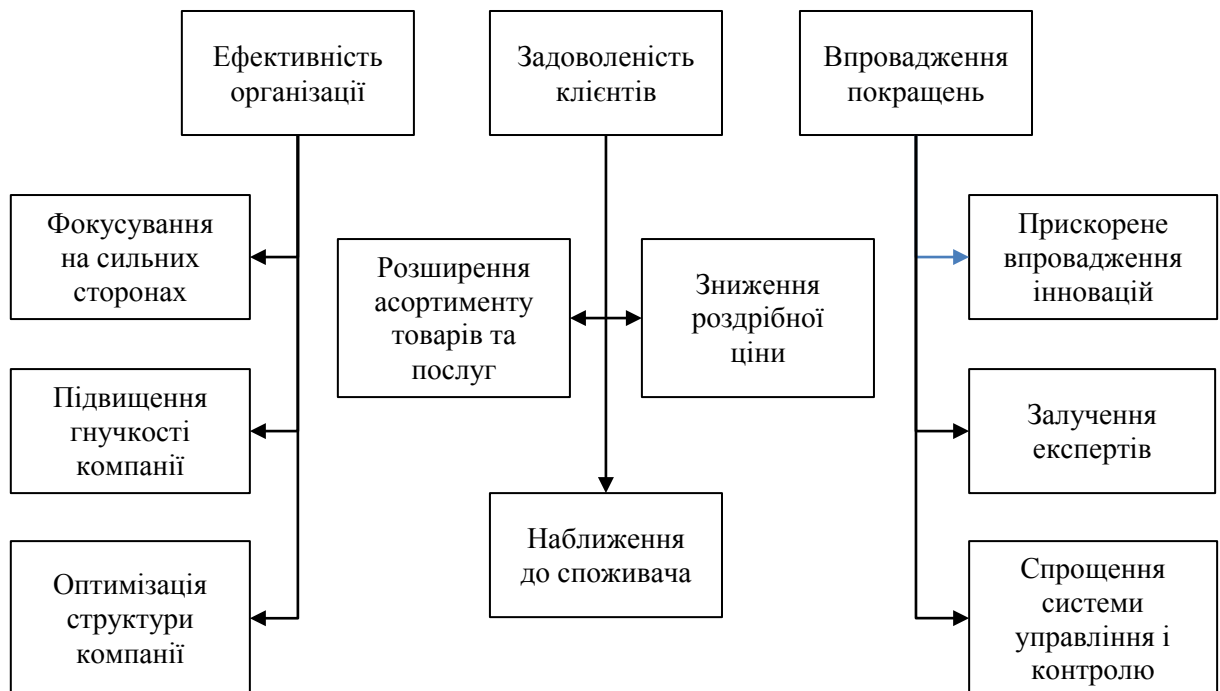 Ефективність
організації
Задоволеність
клієнтів
Впровадження
покращень
Фокусування
на сильних
сторонах
Розширення
асортименту
товарів та
послуг
Зниження
роздрібної
ціни
Прискорене
впровадження
інновацій
Підвищення
гнучкості
компанії
Залучення
експертів
Наближення
до споживача
Оптимізація
структури
компанії
Спрощення
системи
управління і
контролю